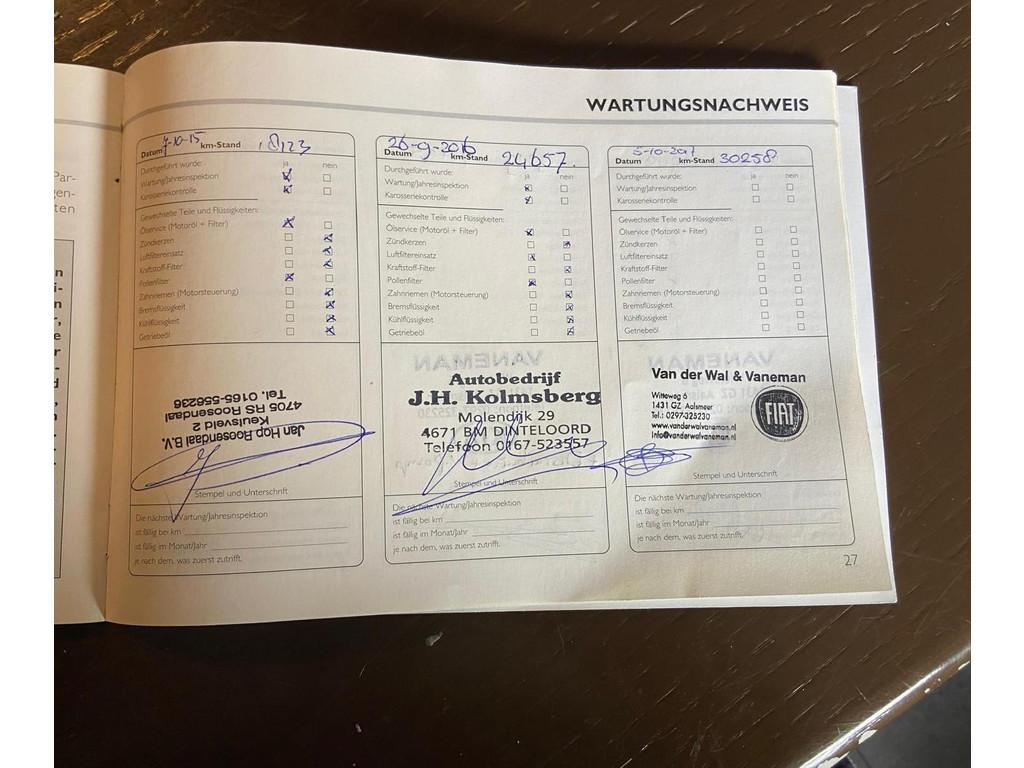 WARTUNGSNACHWEIS
Par-
gen-
ten
n
i-
n
r,
e
r
d
Datum 7-10-15 km-Stand 18123
Durchgeführt wurde: ja nein
Wartung/Jahresinspektion
Karosseriekontrolle
Gewechselte Teile und Flüssigkeiten:
Ölservice (Motoröl + Filter)
Zündkerzen
Luftfiltereinsatz
Kraftstoff-Filter
Pollenfilter
Zahnriemen (Motorsteuerung)
Bremsflüssigkeit
Kühlflüssigkeit
Getriebeöl
Jan Hop Roosendaal B.V.
Keulsveld 2
4705 RS Roosendaal
Tel. 0165-556236
Stempel und Unterschrift
Die nächste Wartung/Jahresinspektion
ist fällig bei km
ist fällig im Monat/Jahr
je nach dem, was zuerst zutrifft.
Datum 26-9-2016 km-Stand 24657.
Durchgeführt wurde: ja nein
Wartung/Jahresinspektion
Karosseriekontrolle
Gewechselte Teile und Flüssigkeiten:
Ölservice (Motoröl + Filter)
Zündkerzen
Luftfiltereinsatz
Kraftstoff-Filter
Pollenfilter
Zahnriemen (Motorsteuerung)
Bremsflüssigkeit
Kühlflüssigkeit
Getriebeöl
VANEMAN
Autobedrijf
J.H. Kolmsberg
Molendijk 29
4671 BM DINTELOORD
Telefoon 0167-523557
Stempel und Unterschrift
Die nächste Wartung/Jahresinspektion
ist fällig bei km
ist fällig im Monat/Jahr
je nach dem, was zuerst zutrifft.
Datum 5-10-2017 km-Stand 30258
Durchgeführt wurde: ja nein
Wartung/Jahresinspektion
Karosseriekontrolle
Gewechselte Teile und Flüssigkeiten:
Ölservice (Motoröl + Filter)
Zündkerzen
Luftfiltereinsatz
Kraftstoff-Filter
Pollenfilter
Zahnriemen (Motorsteuerung)
Bremsflüssigkeit
Kühlflüssigkeit
Getriebeöl
VANEMAN
Van der Wal & Vaneman
Witteweg 6
1431 GZ Aalsmeer
Tel.: 0297-325230
www.vanderwalvaneman.nl
info@vanderwalvaneman.nl
FIAT
Stempel und Unterschrift
Die nächste Wartung/Jahresinspektion
ist fällig bei km
ist fällig im Monat/Jahr
je nach dem, was zuerst zutrifft.
27